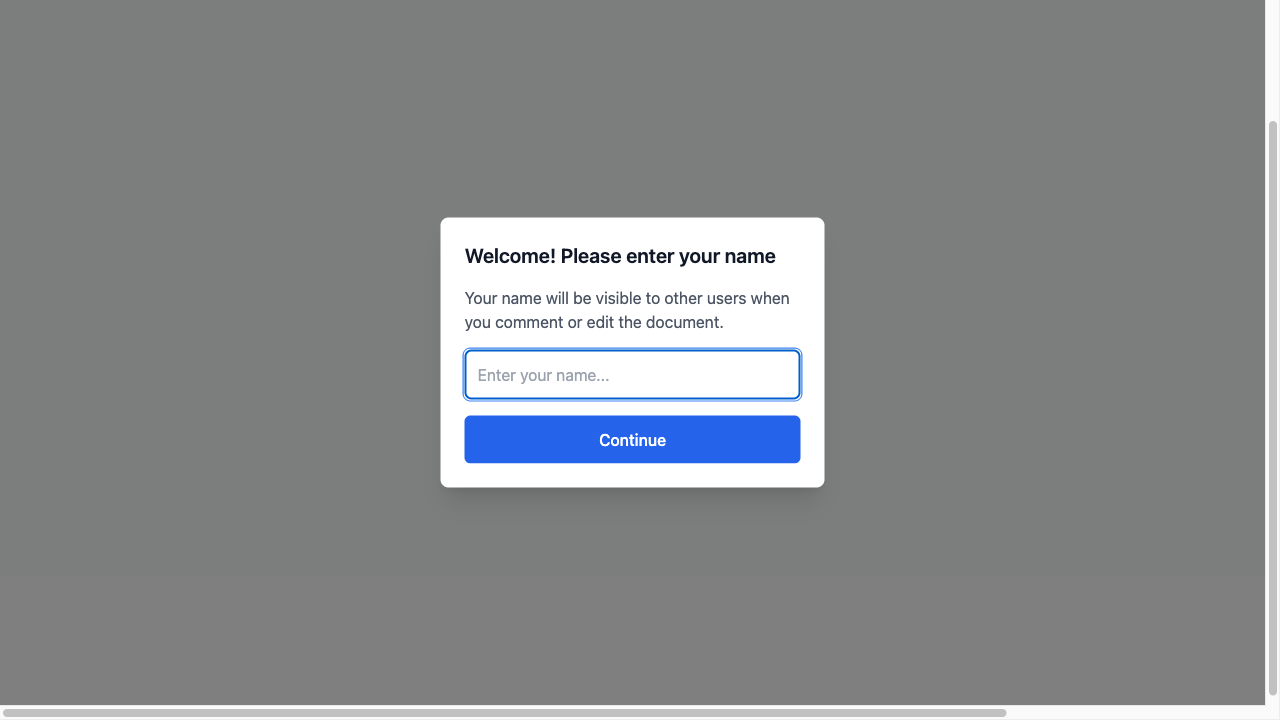 Welcome! Please enter your name
Your name will be visible to other users when
you comment or edit the document.
Enter your name...
Continue